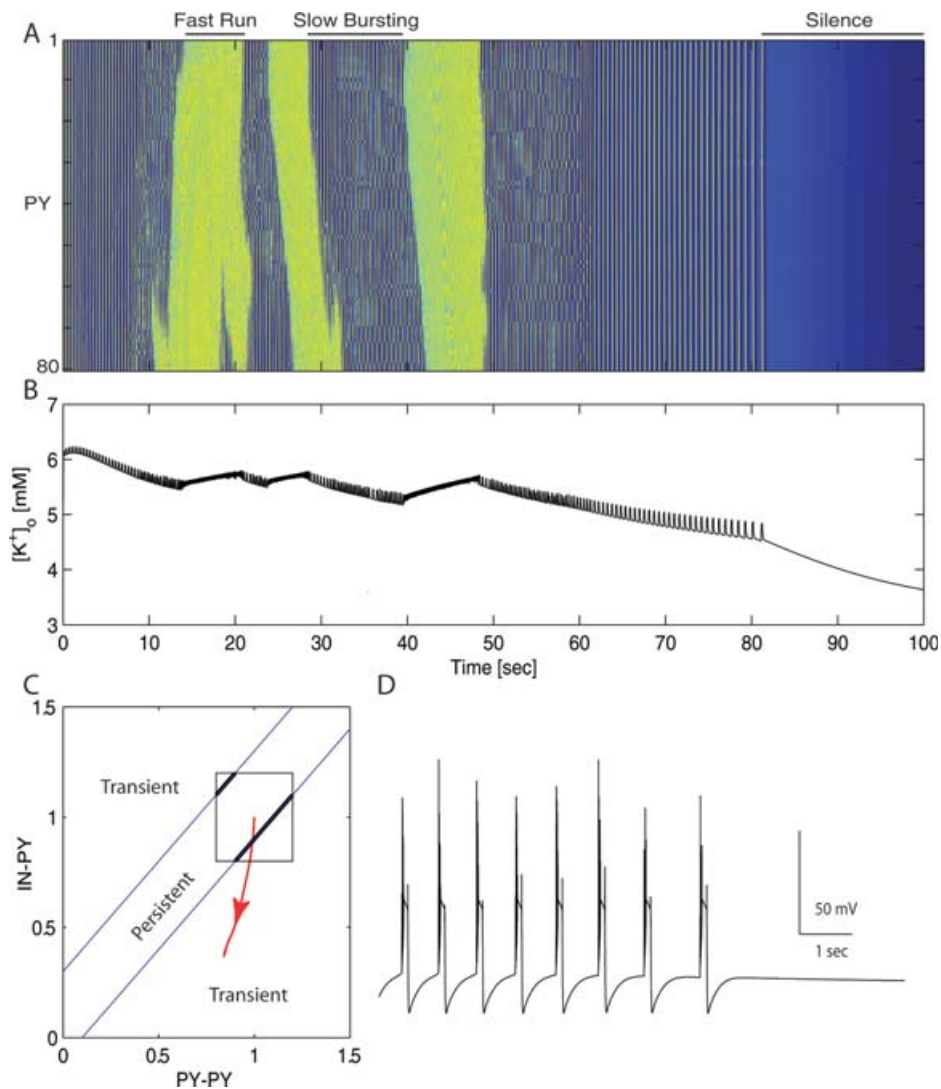 A
Fast Run
Slow Bursting
Silence
1
PY
80
B
7
6
5
4
3
[K+]o [mM]
0 10 20 30 40 50 60 70 80 90 100
Time [sec]
C
1.5
1
0.5
0
IN-PY
Transient
Persistent
Transient
0 0.5 1 1.5
PY-PY
D
50 mV
1 sec